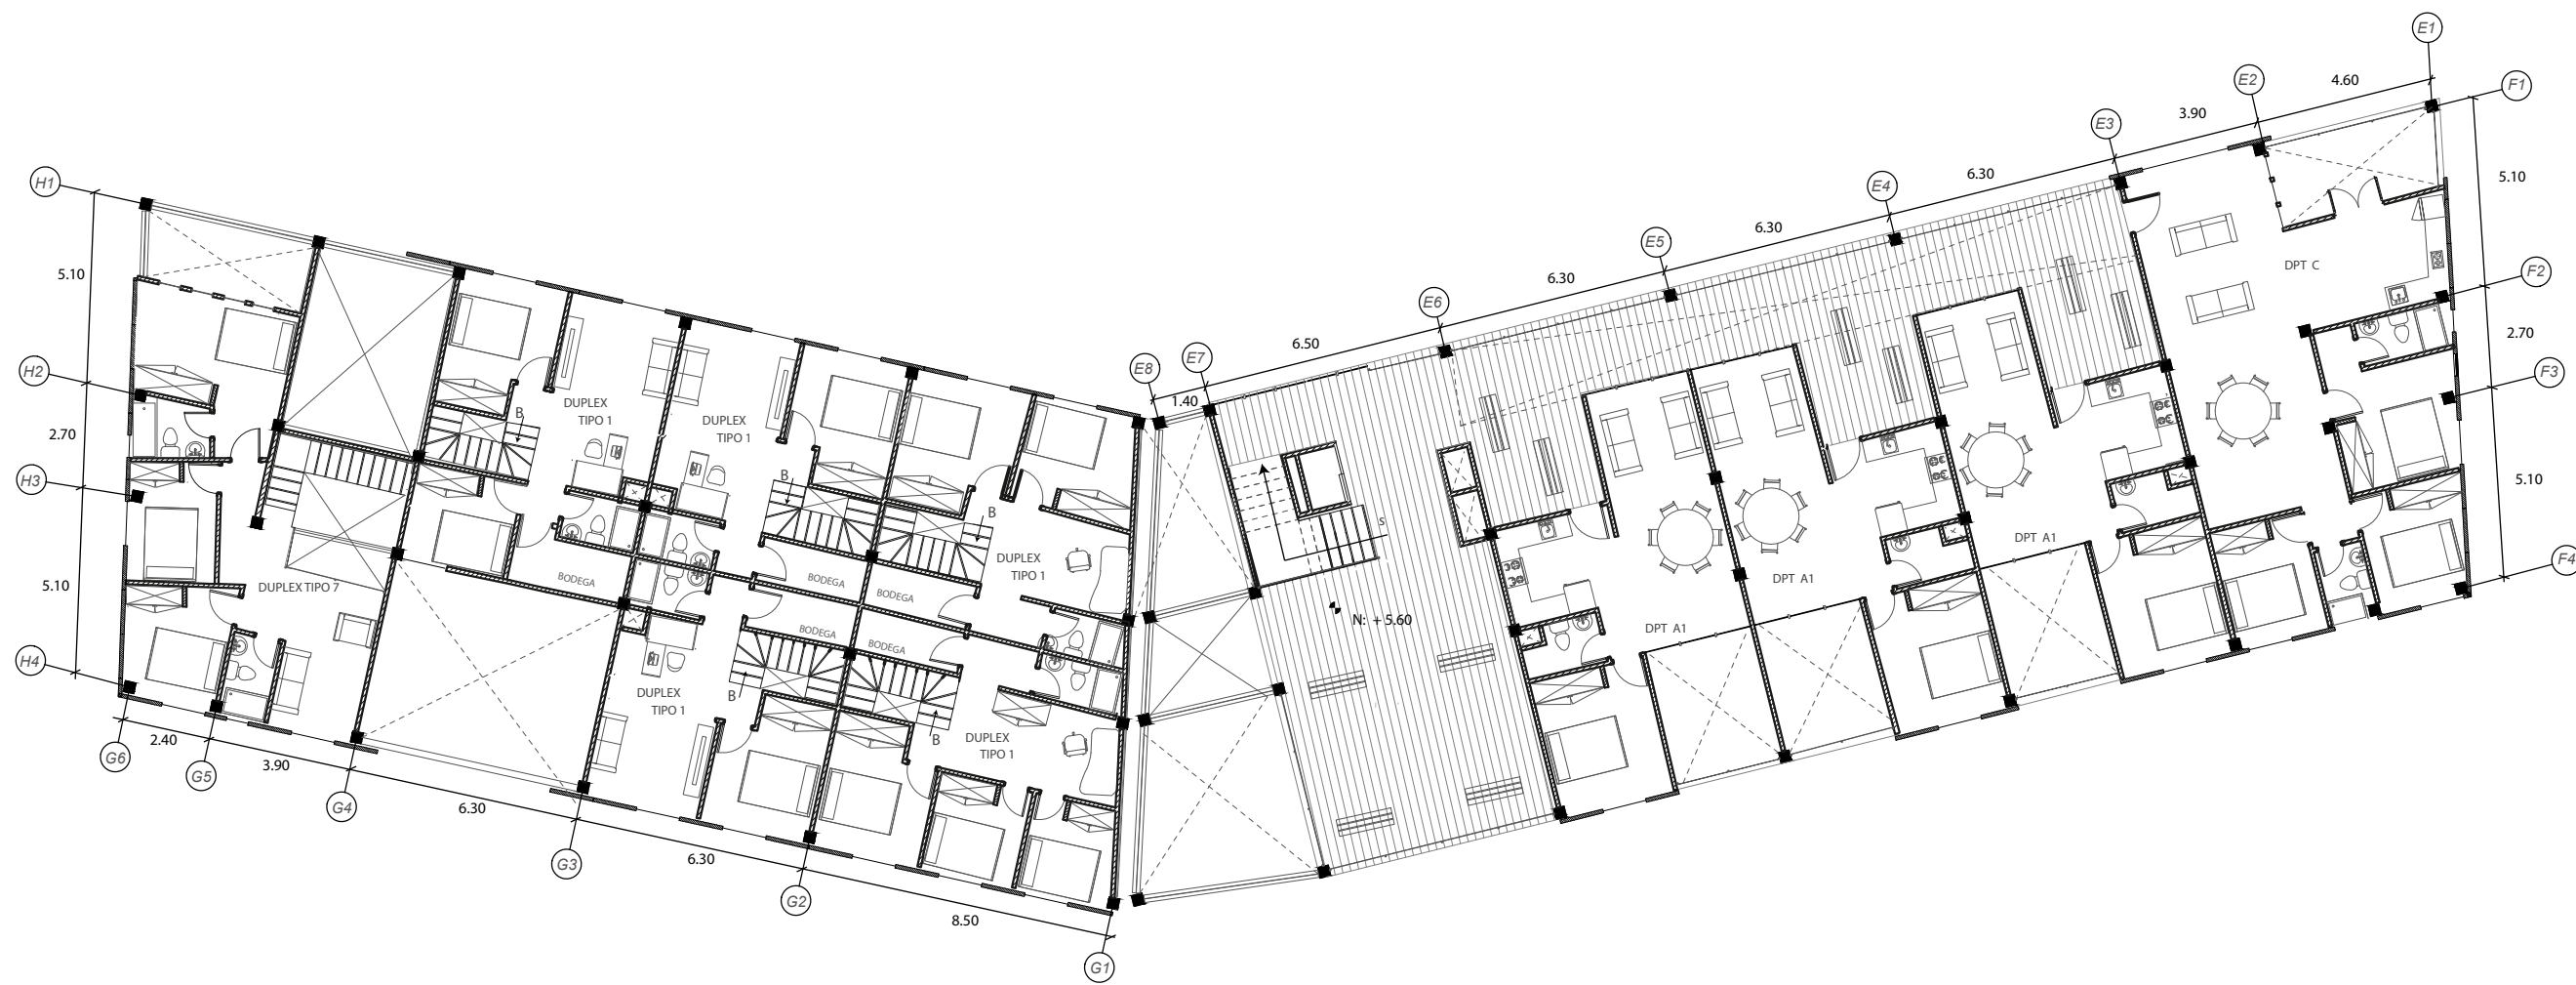 E1
E2
4.60
F1
3.90
E3
5.10
H1
E4
6.30
E5
6.30
DPT C
F2
5.10
E6
6.30
2.70
H2
E8
E7
6.50
F3
1.40
DUPLEX
TIPO 1
B
DUPLEX
TIPO 1
2.70
H3
B
B
S
5.10
DUPLEX
TIPO 1
DPT A1
DPT A1
F4
DUPLEX TIPO 7
BODEGA
BODEGA
BODEGA
5.10
N: + 5.60
DPT A1
BODEGA
BODEGA
H4
DUPLEX
TIPO 1
B
DUPLEX
TIPO 1
B
G6
2.40
G5
3.90
G4
6.30
G3
6.30
G2
8.50
G1